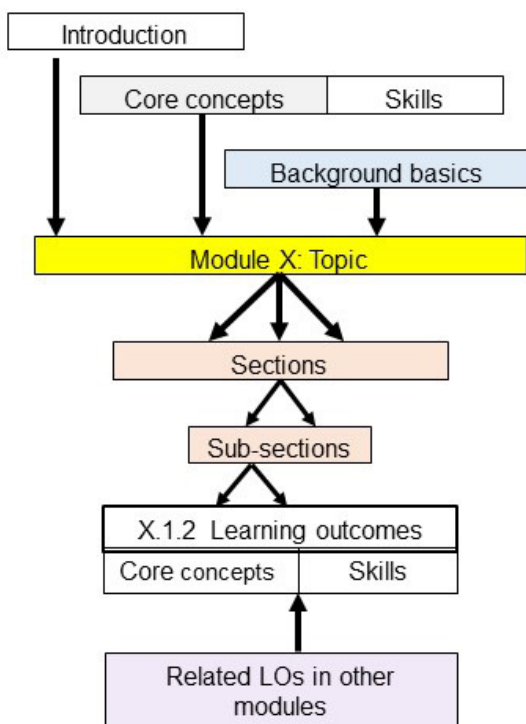 Introduction
Core concepts Skills
Background basics
Module X: Topic
Sections
Sub-sections
X.1.2 Learning outcomes
Core concepts Skills
Related LOs in other
modules